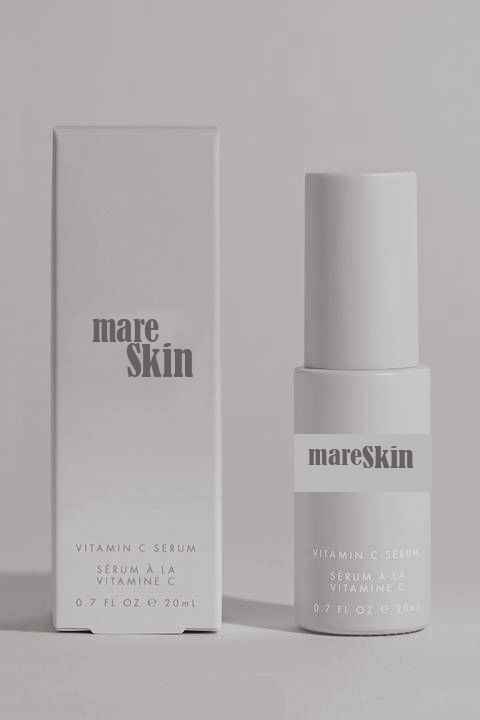 mare
Skin
VITAMIN C SERUM
SÉRUM À LA
VITAMINE C
0.7 FL OZ ℮ 20mL
mareSkin
VITAMIN C SERUM
SÉRUM À LA
VITAMINE C
0.7 FL OZ ℮ 20mL